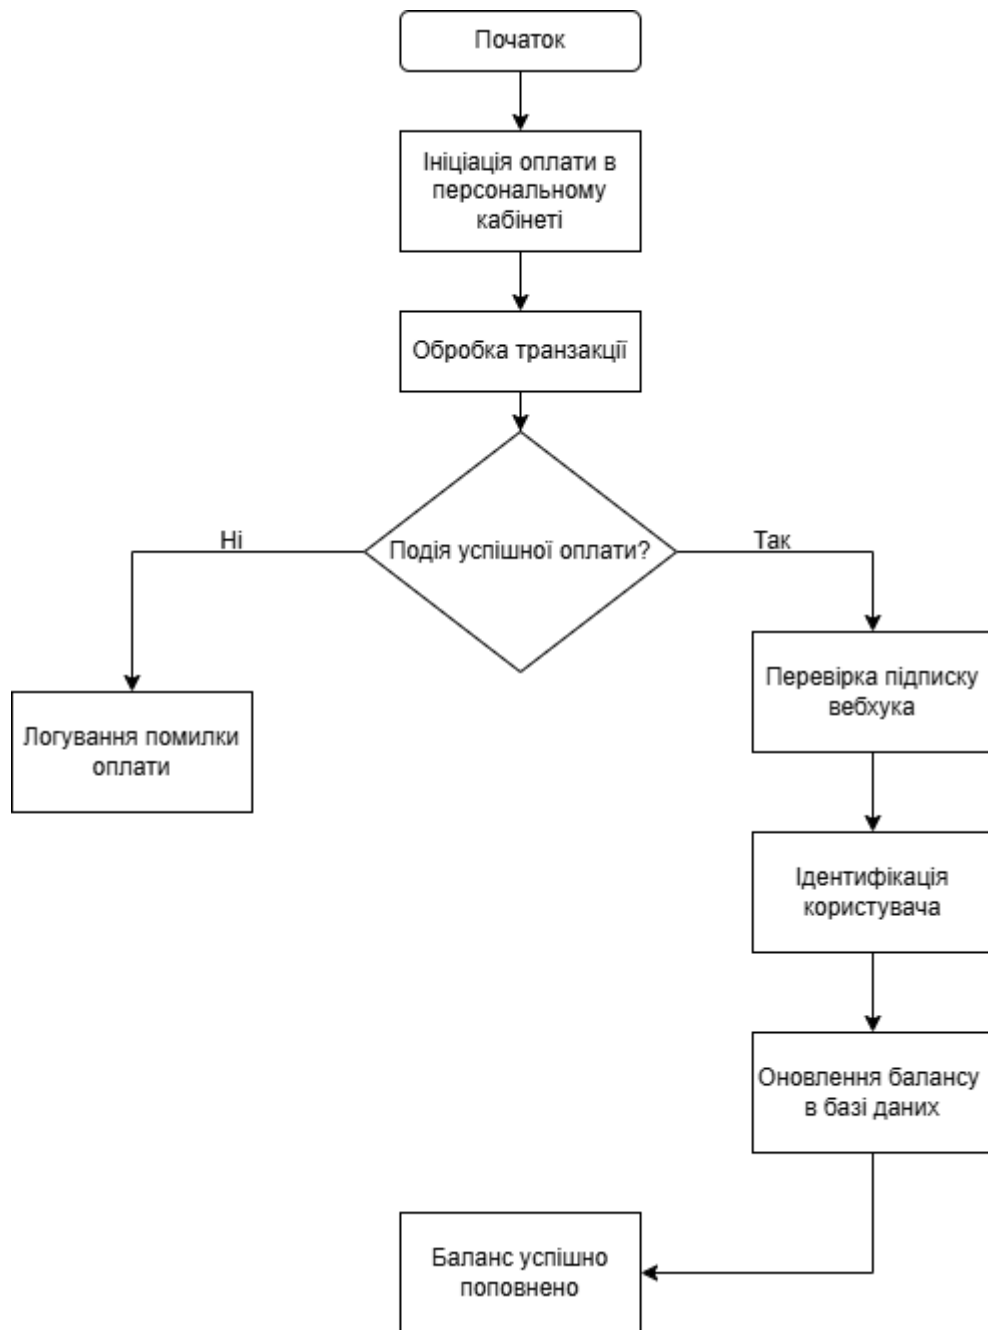 Початок
Ініціація оплати в
персональному
кабінеті
Обробка транзакції
Подія успішної оплати?
Ні
Так
Перевірка підписку
вебхука
Логування помилки
оплати
Ідентифікація
користувача
Оновлення балансу
в базі даних
Баланс успішно
поповнено